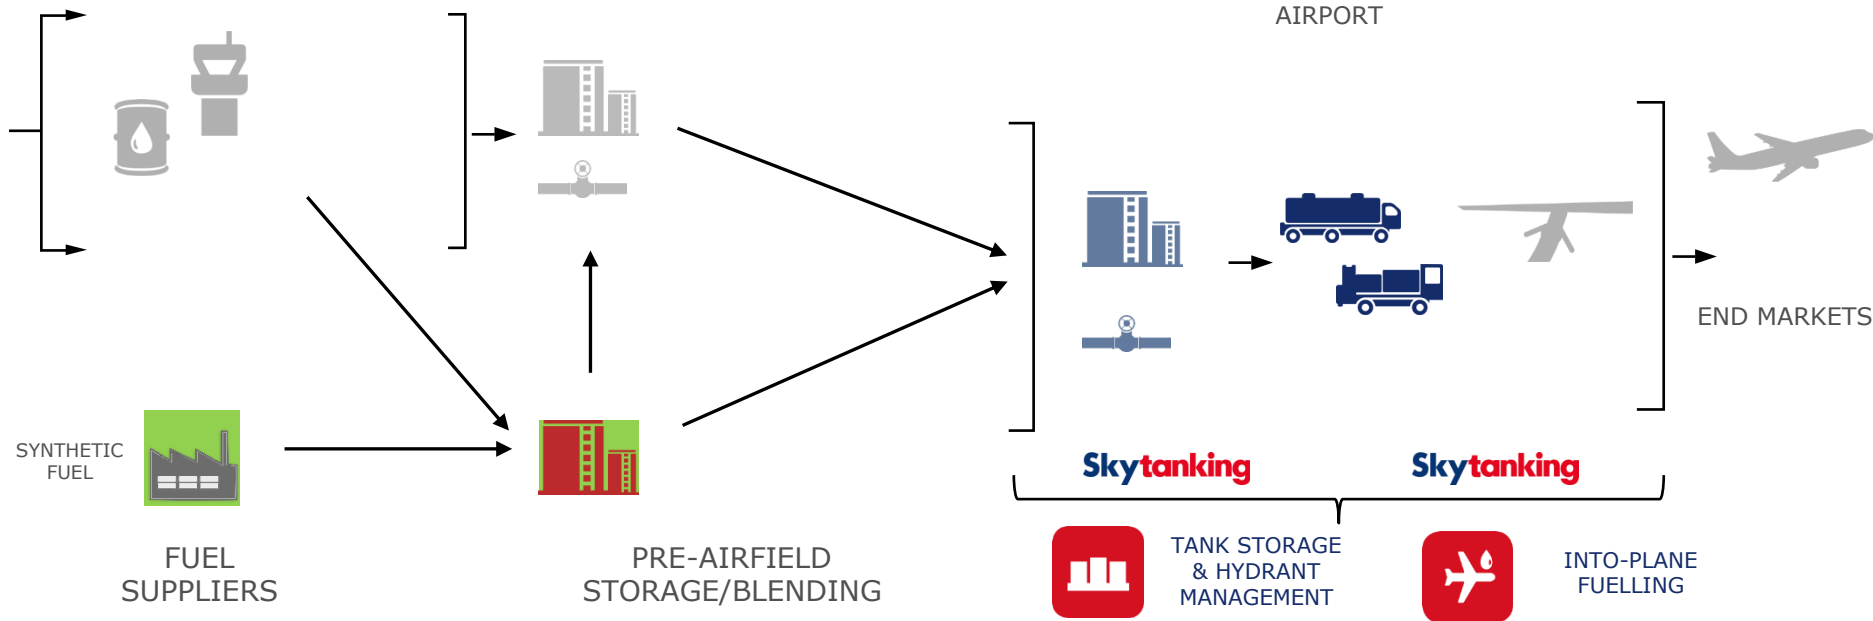 AIRPORT
END MARKETS
SYNTHETIC
FUEL
Skytanking
Skytanking
FUEL
SUPPLIERS
PRE-AIRFIELD
STORAGE/BLENDING
TANK STORAGE
& HYDRANT
MANAGEMENT
INTO-PLANE
FUELLING